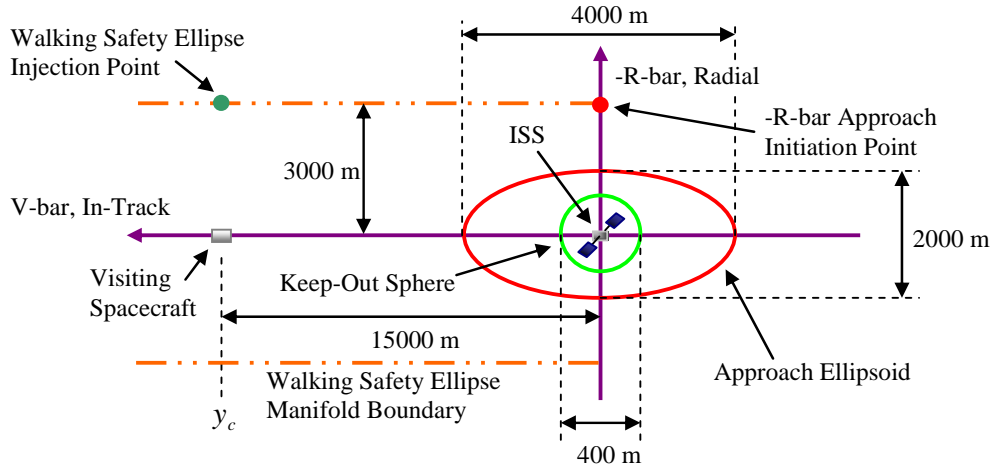 4000 m
Walking Safety Ellipse
Injection Point
-R-bar, Radial
ISS
-R-bar Approach
Initiation Point
3000 m
V-bar, In-Track
2000 m
Visiting
Spacecraft
Keep-Out Sphere
15000 m
Walking Safety Ellipse
Manifold Boundary
Approach Ellipsoid
y_c
400 m